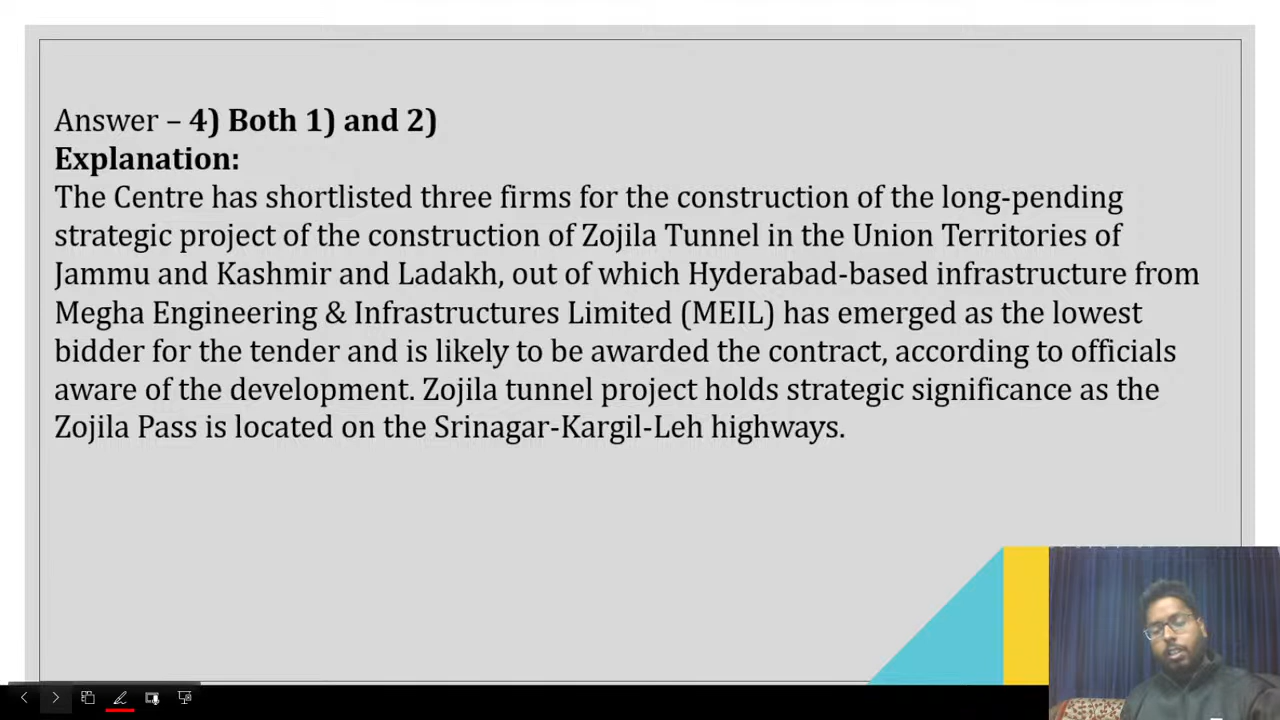 Answer – 4) Both 1) and 2)
Explanation:
The Centre has shortlisted three firms for the construction of the long-pending
strategic project of the construction of Zojila Tunnel in the Union Territories of
Jammu and Kashmir and Ladakh, out of which Hyderabad-based infrastructure from
Megha Engineering & Infrastructures Limited (MEIL) has emerged as the lowest
bidder for the tender and is likely to be awarded the contract, according to officials
aware of the development. Zojila tunnel project holds strategic significance as the
Zojila Pass is located on the Srinagar-Kargil-Leh highways.